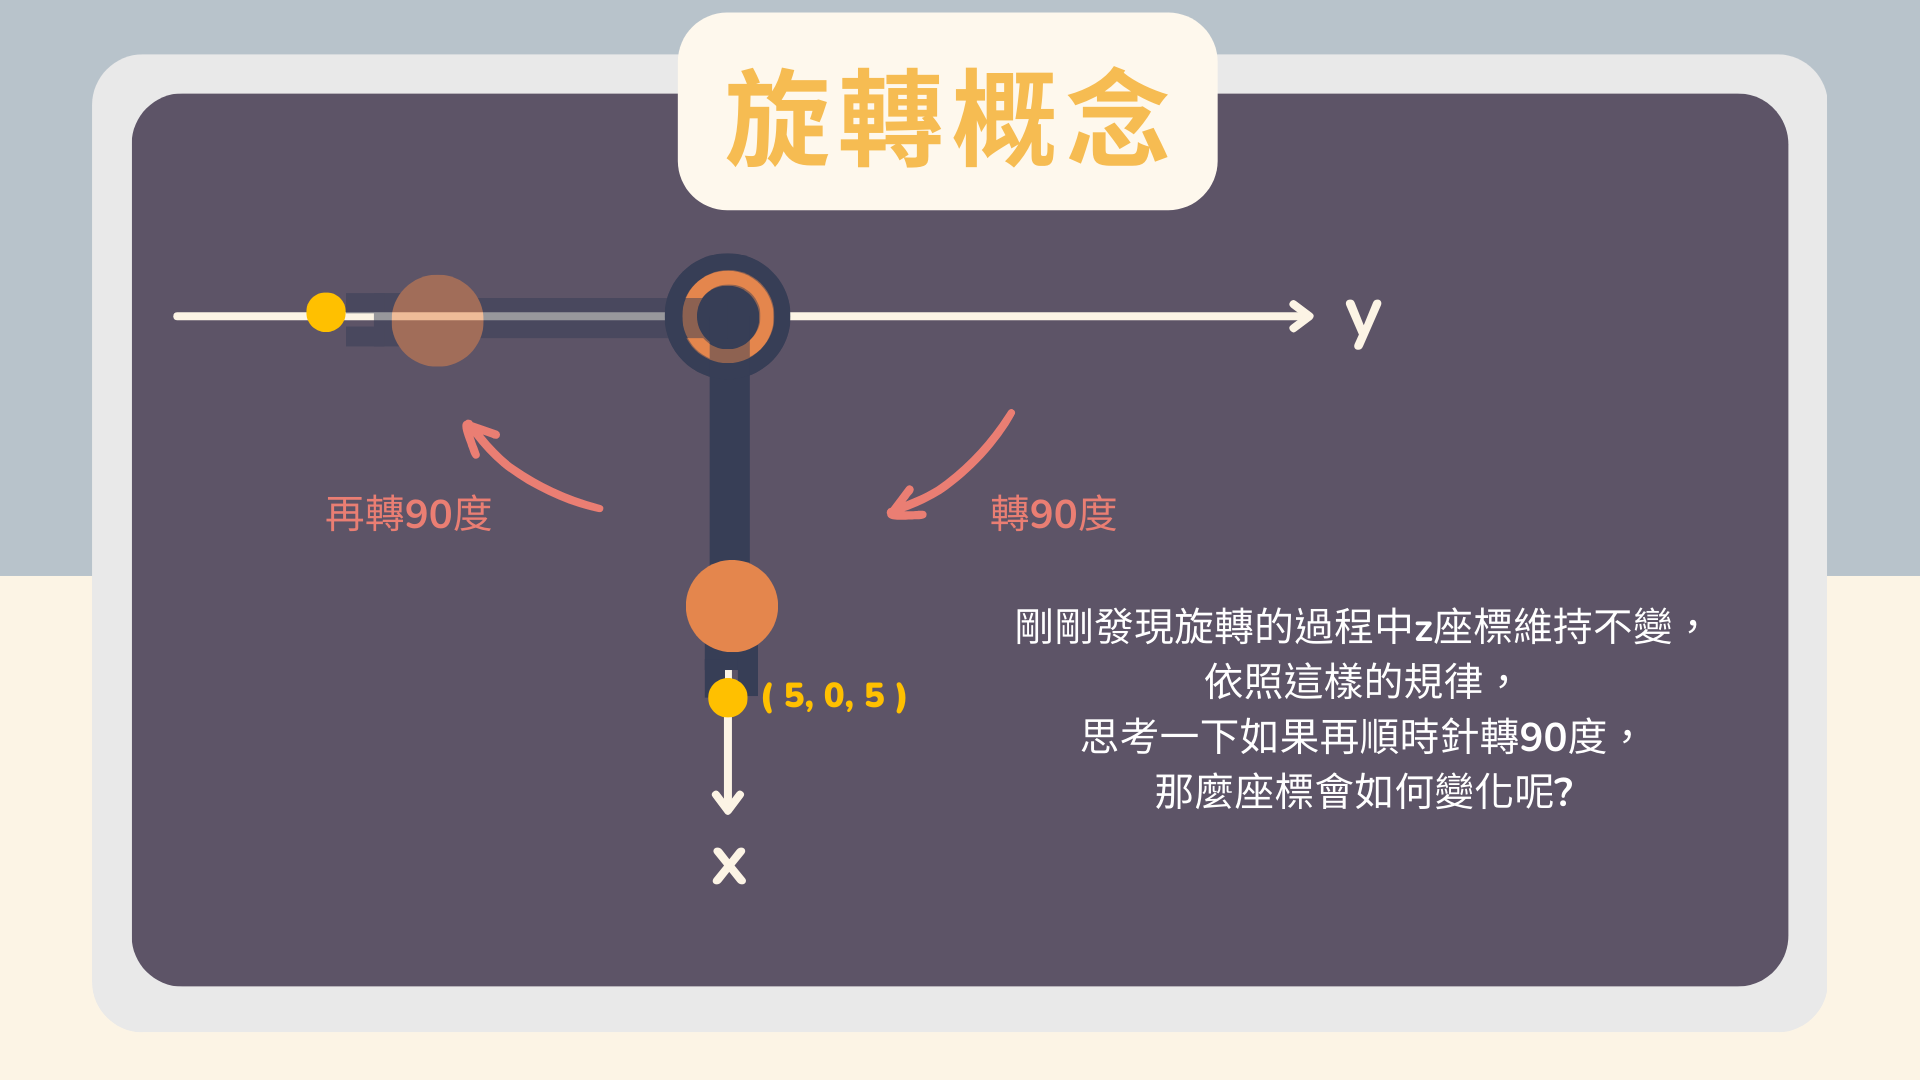 旋轉概念
y
再轉90度
轉90度
剛剛發現旋轉的過程中z座標維持不變，
依照這樣的規律，
( 5, 0, 5 )
思考一下如果再順時針轉90度，
那麼座標會如何變化呢?
x